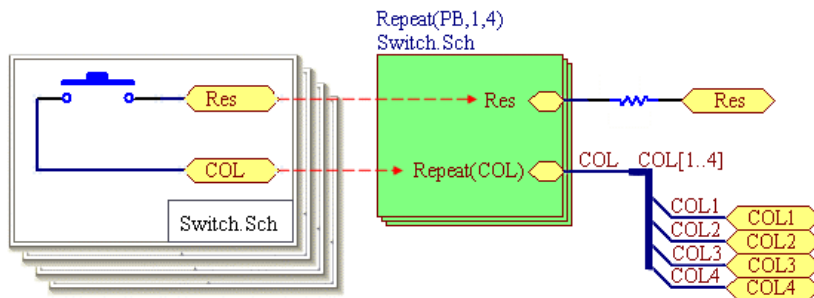 Repeat(PB,1,4)
Switch.Sch
Res
COL
Switch.Sch
Res
Repeat(COL)
Res
COL
COL[1..4]
COL1
COL1
COL2
COL2
COL3
COL3
COL4
COL4